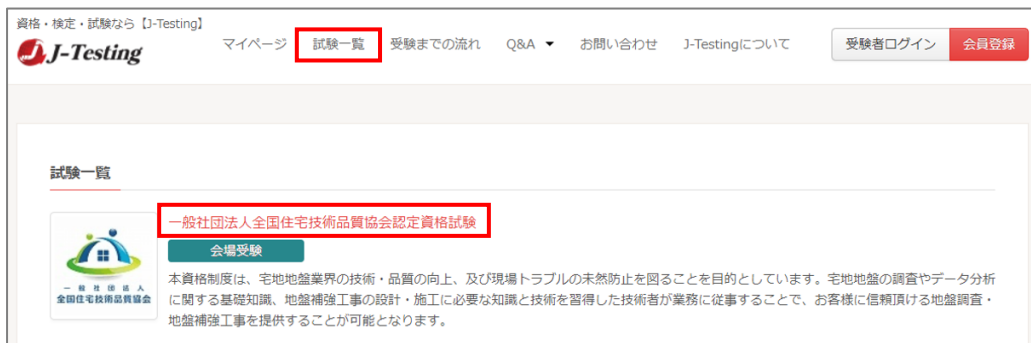 資格・検定・試験なら【J-Testing】
J-Testing
マイページ 試験一覧 受験までの流れ Q&A ▼ お問い合わせ J-Testingについて 受験者ログイン 会員登録
試験一覧
一般社団法人全国住宅技術品質協会認定資格試験
会場受験
本資格制度は、宅地地盤業界の技術・品質の向上、及び現場トラブルの未然防止を図ることを目的としています。宅地地盤の調査やデータ分析
に関する基礎知識、地盤補強工事の設計・施工に必要な知識と技術を習得した技術者が業務に従事することで、お客様に信頼頂ける地盤調査・
地盤補強工事を提供することが可能となります。
一般社団法人
全国住宅技術品質協会